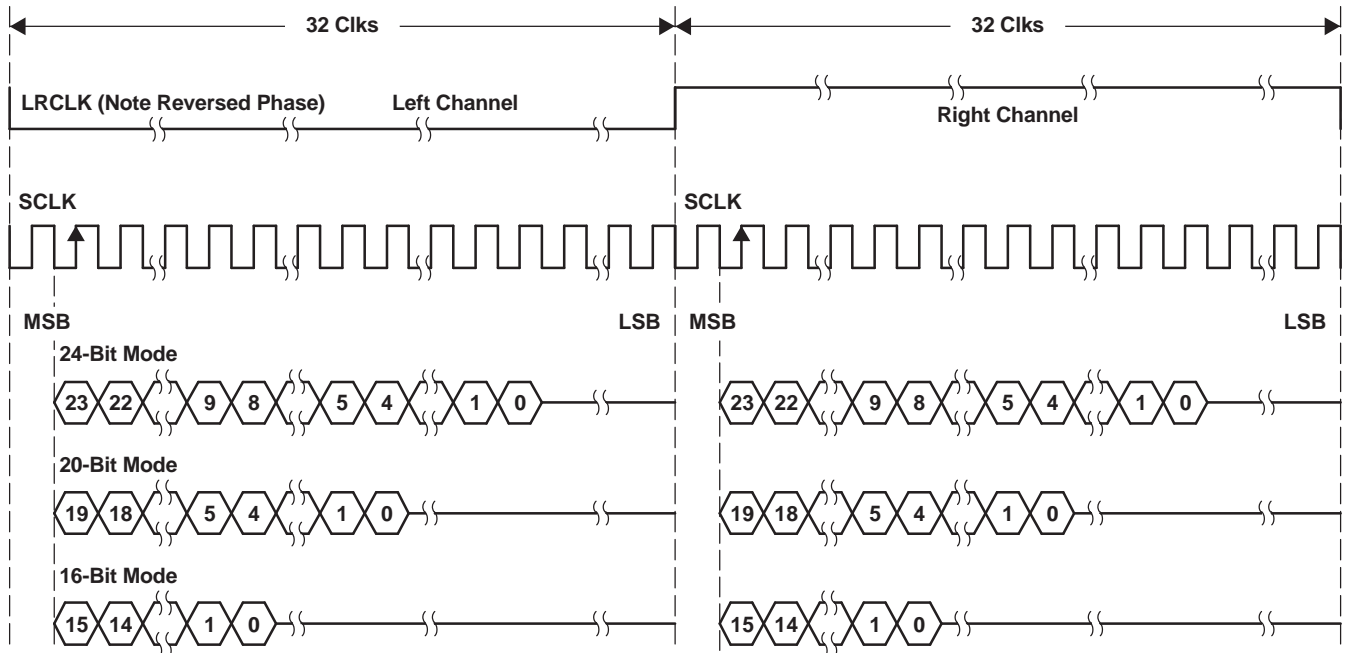 32 Clks 32 Clks
LRCLK (Note Reversed Phase) Left Channel
Right Channel
SCLK SCLK
MSB LSB MSB LSB
24-Bit Mode
23 22 9 8 5 4 1 0 23 22 9 8 5 4 1 0
20-Bit Mode
19 18 5 4 1 0 19 18 5 4 1 0
16-Bit Mode
15 14 1 0 15 14 1 0